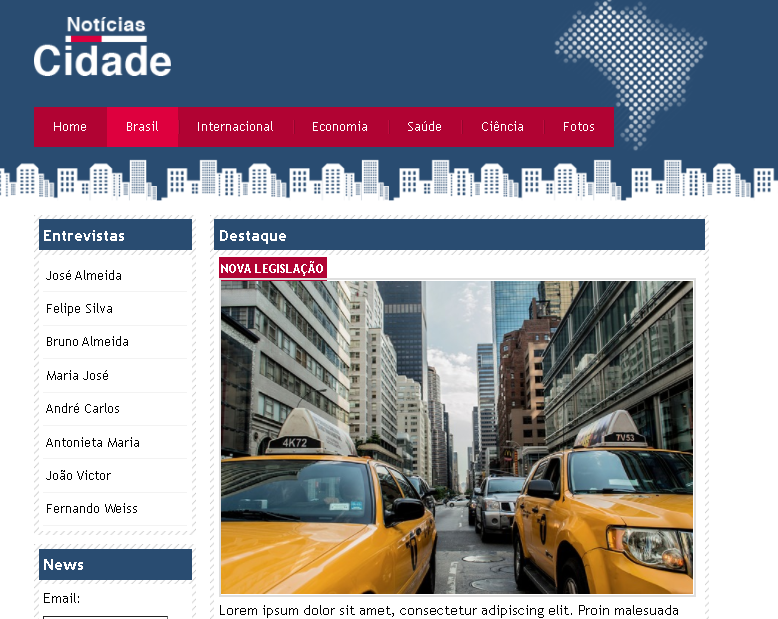 Notícias
Cidade
Home Brasil Internacional Economia Saúde Ciência Fotos
Entrevistas
José Almeida
Felipe Silva
Bruno Almeida
Maria José
André Carlos
Antonieta Maria
João Victor
Fernando Weiss
News
Email:
Destaque
NOVA LEGISLAÇÃO
4K72
7V53
Lorem ipsum dolor sit amet, consectetur adipiscing elit. Proin malesuada